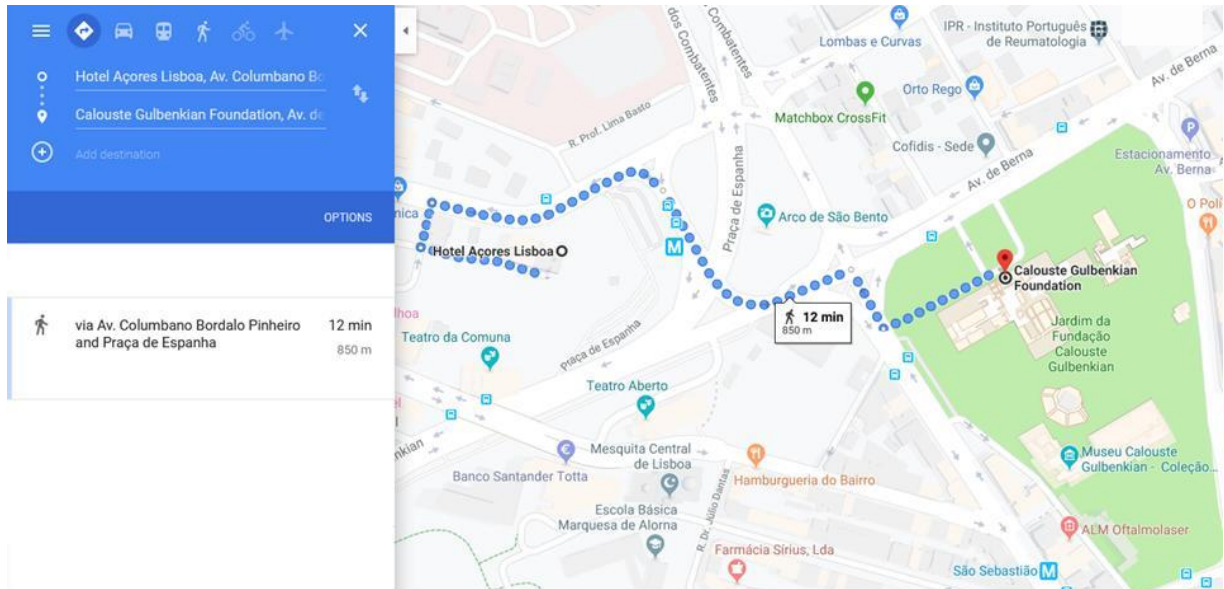 Hotel Açores Lisboa, Av. Columbano Bo
Calouste Gulbenkian Foundation, Av. de
Add destination
OPTIONS
via Av. Columbano Bordalo Pinheiro
and Praça de Espanha
12 min
850 m
dos Combatentes
Combatentes
Lombas e Curvas
IPR - Instituto Português
de Reumatologia
Av. de Berna
Orto Rego
Matchbox CrossFit
R. Prof. Lima Basto
Cofidis - Sede
Estacionamento
Av. Berna
Av. de Berna
O Poli
nica
Praça de Espanha
Arco de São Bento
M
Hotel Açores Lisboa
Calouste Gulbenkian
Foundation
12 min
850 m
lhoa
Teatro da Comuna
Praça de Espanha
Jardim da
Fundação
Calouste
Gulbenkian
Teatro Aberto
el
l
nkian
Mesquita Central
de Lisboa
Banco Santander Totta
Hamburgueria do Bairro
Museu Calouste
Gulbenkian - Coleção...
R. Dr. Júlio Dantas
Escola Básica
Marquesa de Alorna
ALM Oftalmolaser
Farmácia Sírius, Lda
São Sebastião M